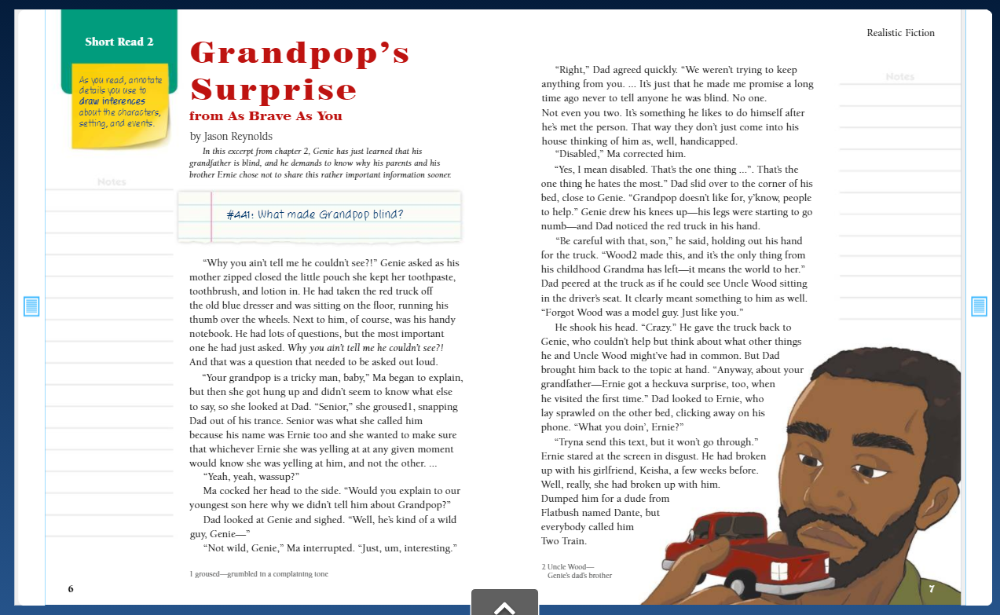 Short Read 2
As you read, annotate
details you use to
draw inferences
about the characters,
setting, and events.
Notes
Grandpop’s
Surprise
from As Brave As You
by Jason Reynolds
In this excerpt from chapter 2, Genie has just learned that his
grandfather is blind, and he demands to know why his parents and his
brother Ernie chose not to share this rather important information sooner.
#441: What made Grandpop blind?
“Why you ain’t tell me he couldn’t see?!” Genie asked as his
mother zipped closed the little pouch she kept her toothpaste,
toothbrush, and lotion in. He had taken the red truck off
the old blue dresser and was sitting on the floor, running his
thumb over the wheels. Next to him, of course, was his handy
notebook. He had lots of questions, but the most important
one he had just asked. Why you ain’t tell me he couldn’t see?!
And that was a question that needed to be asked out loud.
“Your grandpop is a tricky man, baby,” Ma began to explain,
but then she got hung up and didn’t seem to know what else
to say, so she looked at Dad. “Senior,” she groused1, snapping
Dad out of his trance. Senior was what she called him
because his name was Ernie too and she wanted to make sure
that whichever Ernie she was yelling at at any given moment
would know she was yelling at him, and not the other. ...
“Yeah, yeah, wassup?”
Ma cocked her head to the side. “Would you explain to our
youngest son here why we didn’t tell him about Grandpop?”
Dad looked at Genie and sighed. “Well, he’s kind of a wild
guy, Genie—”
“Not wild, Genie,” Ma interrupted. “Just, um, interesting.”
1 groused—grumbled in a complaining tone
6
Realistic Fiction
Notes
“Right,” Dad agreed quickly. “We weren’t trying to keep
anything from you. ... It’s just that he made me promise a long
time ago never to tell anyone he was blind. No one.
Not even you two. It’s something he likes to do himself after
he’s met the person. That way they don’t just come into his
house thinking of him as, well, handicapped.
“Disabled,” Ma corrected him.
“Yes, I mean disabled. That’s the one thing ...”. That’s the
one thing he hates the most.” Dad slid over to the corner of his
bed, close to Genie. “Grandpop doesn’t like for, y’know, people
to help.” Genie drew his knees up—his legs were starting to go
numb—and Dad noticed the red truck in his hand.
“Be careful with that, son,” he said, holding out his hand
for the truck. “Wood2 made this, and it’s the only thing from
his childhood Grandma has left—it means the world to her.”
Dad peered at the truck as if he could see Uncle Wood sitting
in the driver’s seat. It clearly meant something to him as well.
“Forgot Wood was a model guy. Just like you.”
He shook his head. “Crazy.” He gave the truck back to
Genie, who couldn’t help but think about what other things
he and Uncle Wood might’ve had in common. But Dad
brought him back to the topic at hand. “Anyway, about your
grandfather—Ernie got a heckuva surprise, too, when
he visited the first time.” Dad looked to Ernie, who
lay sprawled on the other bed, clicking away on his
phone. “What you doin’, Ernie?”
“Tryna send this text, but it won’t go through.”
Ernie stared at the screen in disgust. He had broken
up with his girlfriend, Keisha, a few weeks before.
Well, really, she had broken up with him.
Dumped him for a dude from
Flatbush named Dante, but
everybody called him
Two Train.
2 Uncle Wood—
Genie’s dad’s brother
7